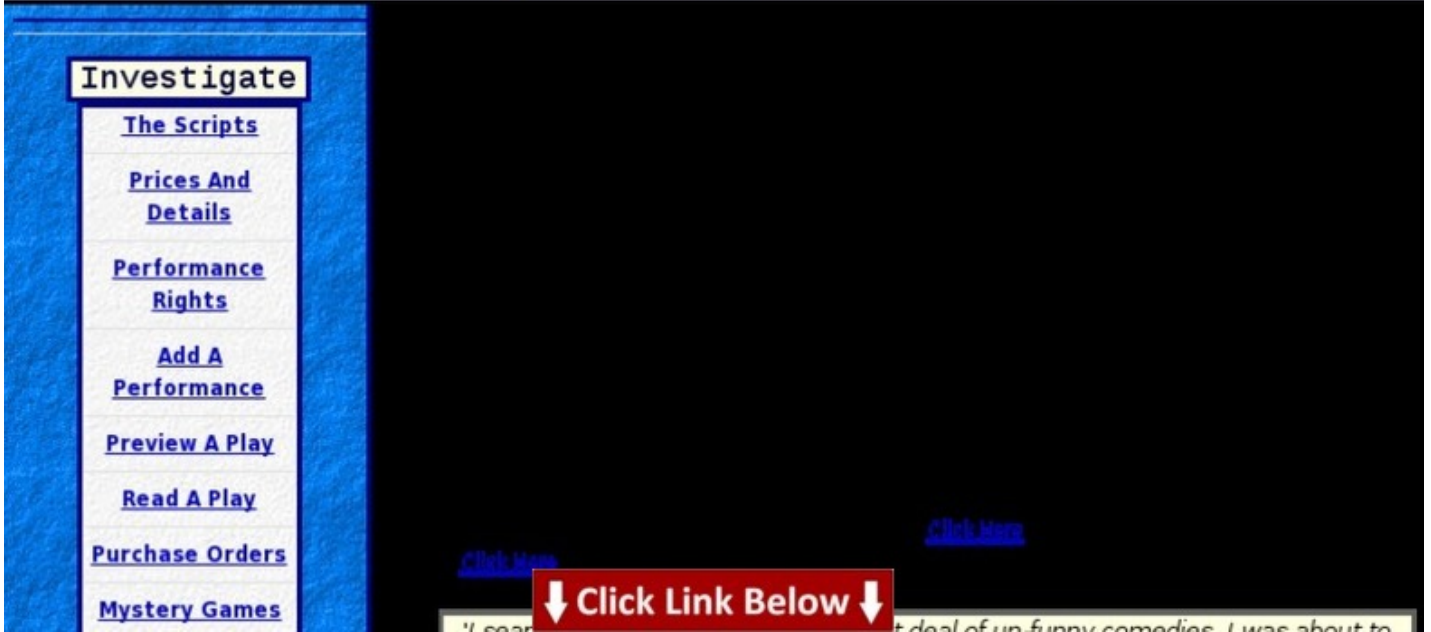 Investigate
The Scripts
Prices And
Details
Performance
Rights
Add A
Performance
Preview A Play
Read A Play
Purchase Orders
Mystery Games
Click Here
Click Here
Click Link Below
t deal of un-funny comedies. I was about to